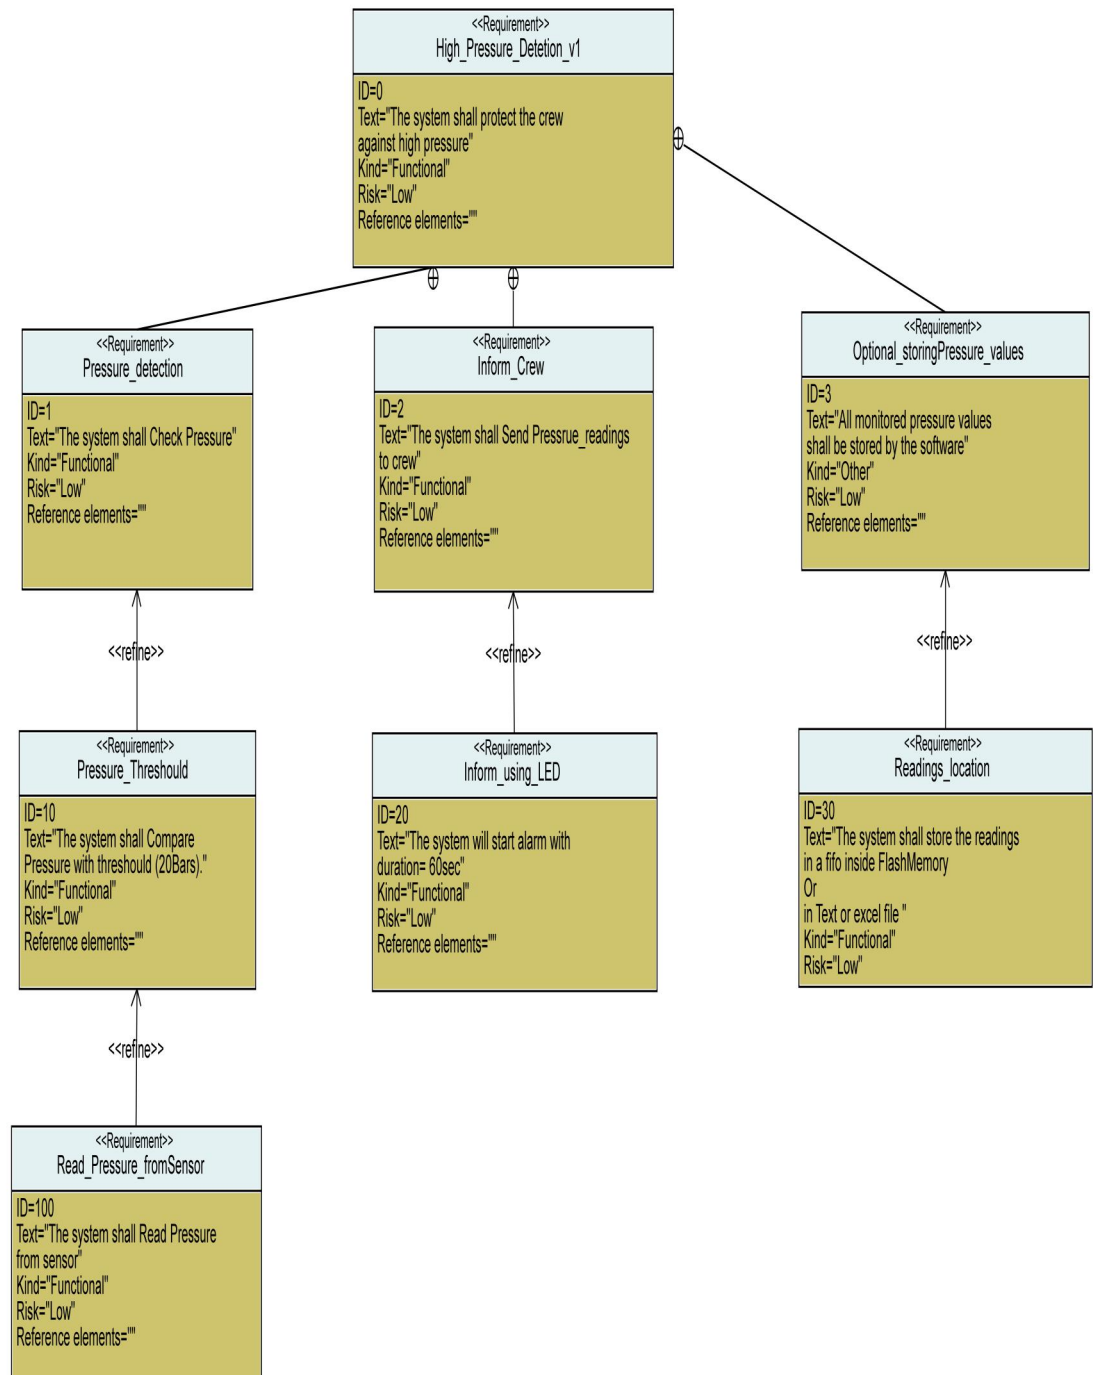 <<Requirement>>
High_Pressure_Detetion_v1
ID=0
Text="The system shall protect the crew
against high pressure"
Kind="Functional"
Risk="Low"
Reference elements=""
<<Requirement>>
Pressure_detection
ID=1
Text="The system shall Check Pressure"
Kind="Functional"
Risk="Low"
Reference elements=""
<<Requirement>>
Inform_Crew
ID=2
Text="The system shall Send Pressrue_readings
to crew"
Kind="Functional"
Risk="Low"
Reference elements=""
<<Requirement>>
Optional_storingPressure_values
ID=3
Text="All monitored pressure values
shall be stored by the software"
Kind="Other"
Risk="Low"
Reference elements=""
<<refine>>
<<refine>>
<<refine>>
<<Requirement>>
Pressure_Threshould
ID=10
Text="The system shall Compare
Pressure with threshould (20Bars)."
Kind="Functional"
Risk="Low"
Reference elements=""
<<Requirement>>
Inform_using_LED
ID=20
Text="The system will start alarm with
duration= 60sec"
Kind="Functional"
Risk="Low"
Reference elements=""
<<Requirement>>
Readings_location
ID=30
Text="The system shall store the readings
in a fifo inside FlashMemory
Or
in Text or excel file "
Kind="Functional"
Risk="Low"
<<refine>>
<<Requirement>>
Read_Pressure_fromSensor
ID=100
Text="The system shall Read Pressure
from sensor"
Kind="Functional"
Risk="Low"
Reference elements=""